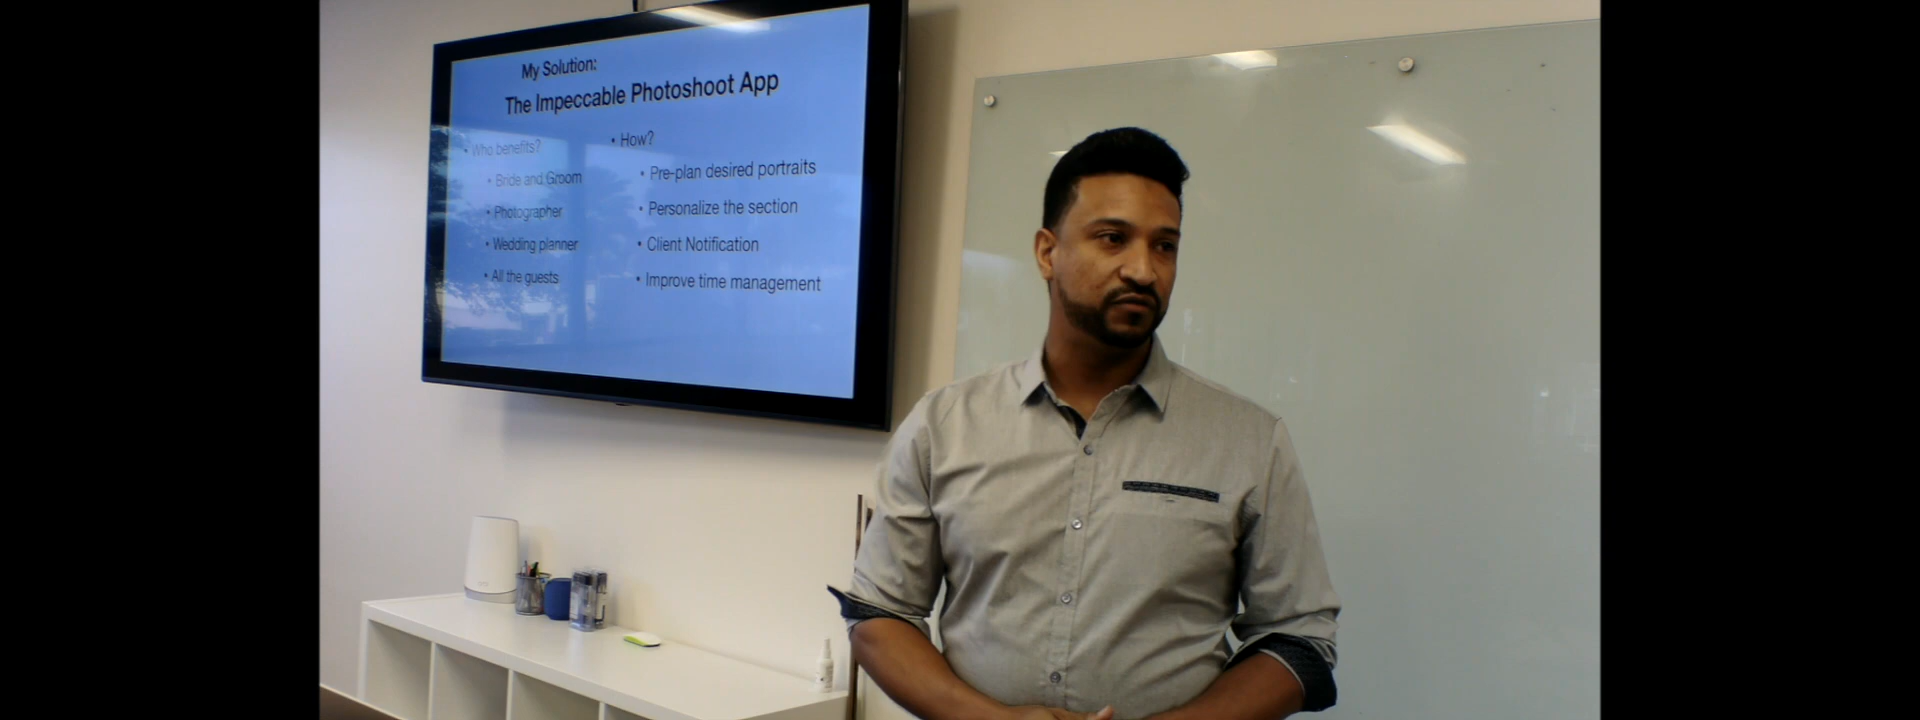 My Solution:
The Impeccable Photoshoot App
• Who benefits?
• Bride and Groom
• Photographer
• Wedding planner
• All the guests
• How?
• Pre-plan desired portraits
• Personalize the section
• Client Notification
• Improve time management